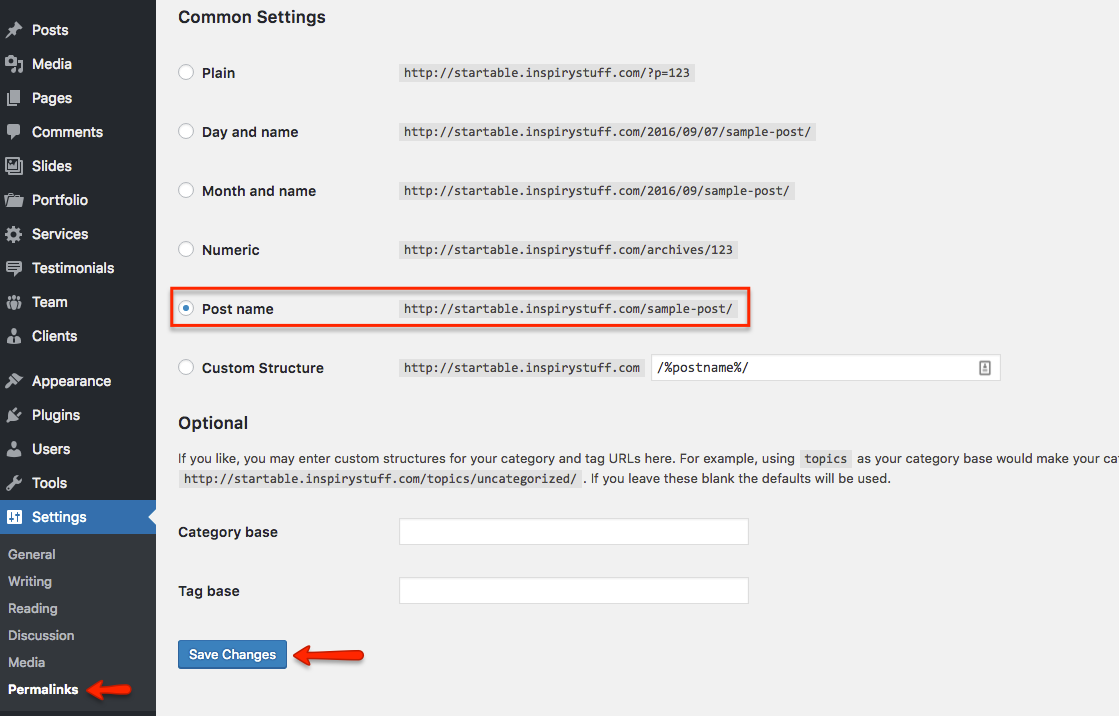 Posts
Media
Pages
Comments
Slides
Portfolio
Services
Testimonials
Team
Clients
Appearance
Plugins
Users
Tools
Settings
General
Writing
Reading
Discussion
Media
Permalinks
Common Settings
Plain http://startable.inspirystuff.com/?p=123
Day and name http://startable.inspirystuff.com/2016/09/07/sample-post/
Month and name http://startable.inspirystuff.com/2016/09/sample-post/
Numeric http://startable.inspirystuff.com/archives/123
Post name http://startable.inspirystuff.com/sample-post/
Custom Structure http://startable.inspirystuff.com /%postname%/
Optional
If you like, you may enter custom structures for your category and tag URLs here. For example, using topics as your category base would make your cat
http://startable.inspirystuff.com/topics/uncategorized/ . If you leave these blank the defaults will be used.
Category base
Tag base
Save Changes